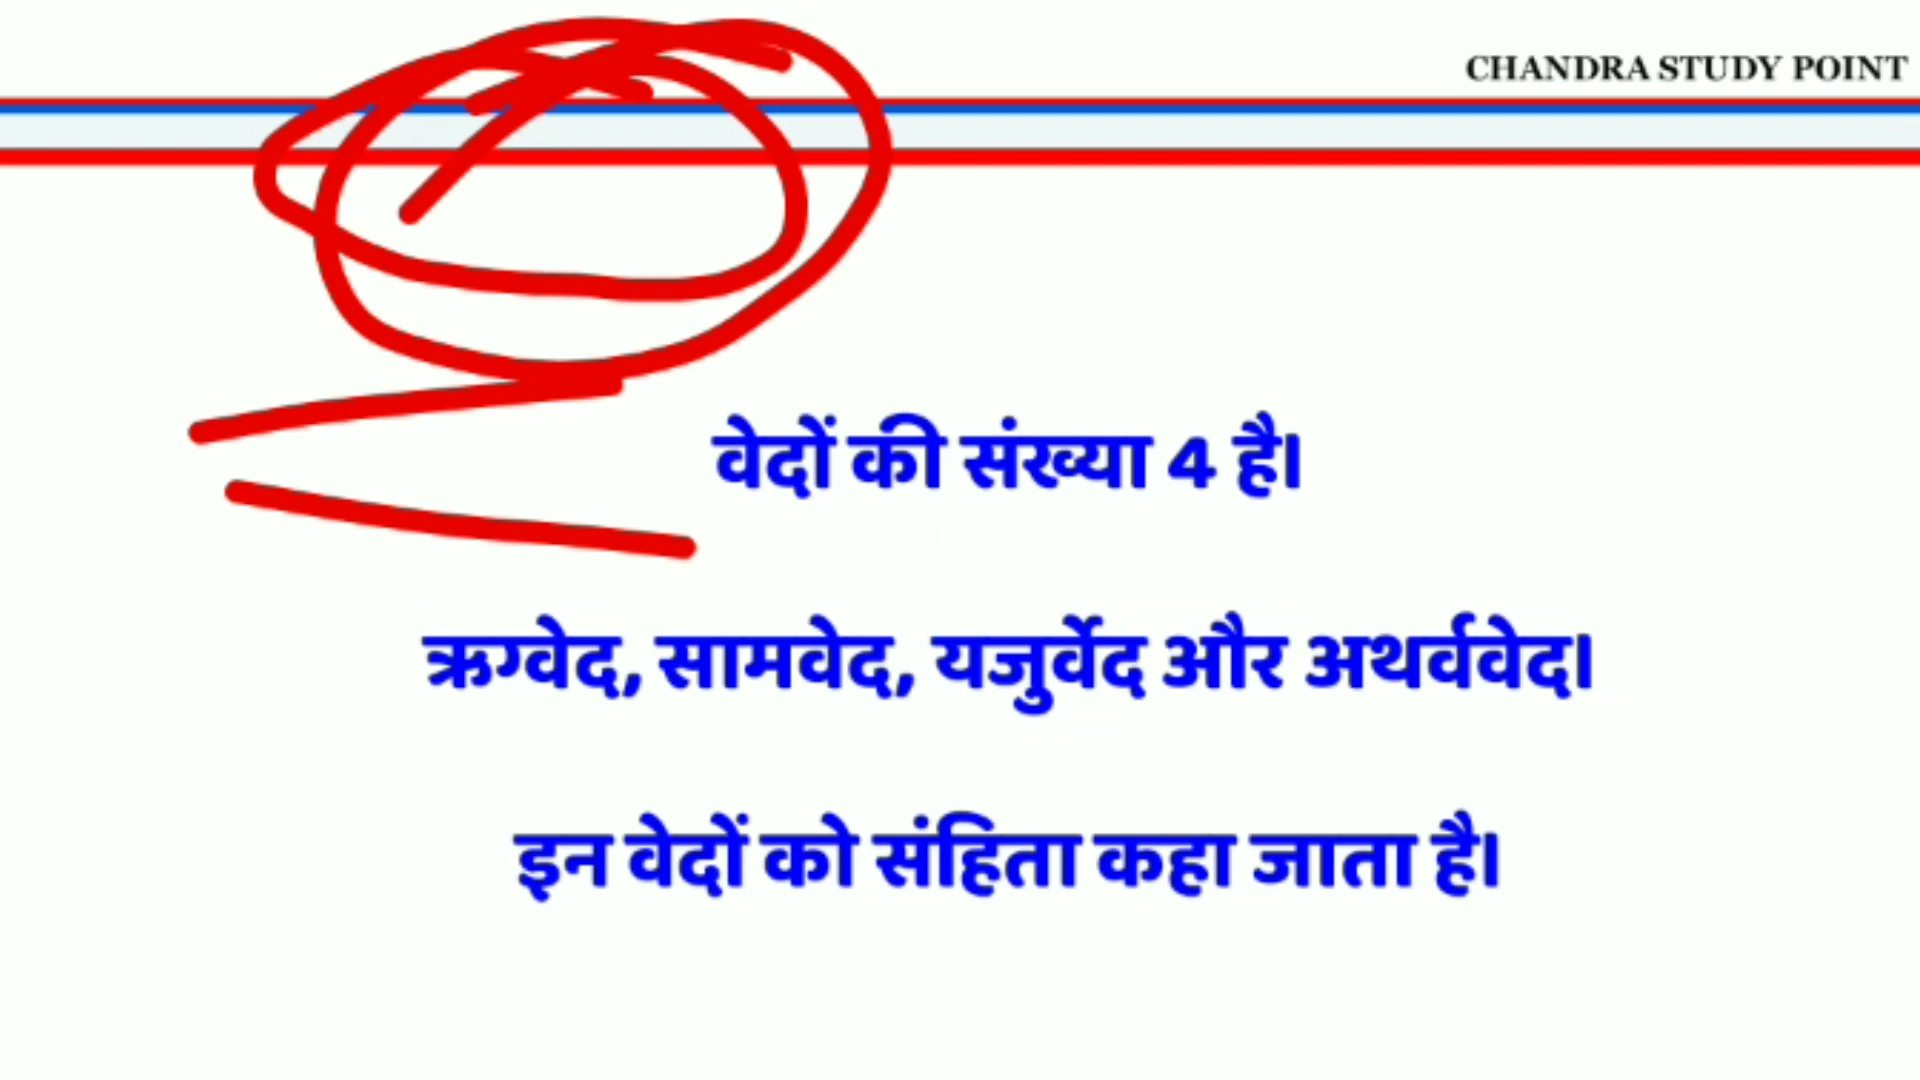 CHANDRA STUDY POINT
वेदों की संख्या 4 है।
ऋग्वेद, सामवेद, यजुर्वेद और अथर्ववेद।
इन वेदों को संहिता कहा जाता है।